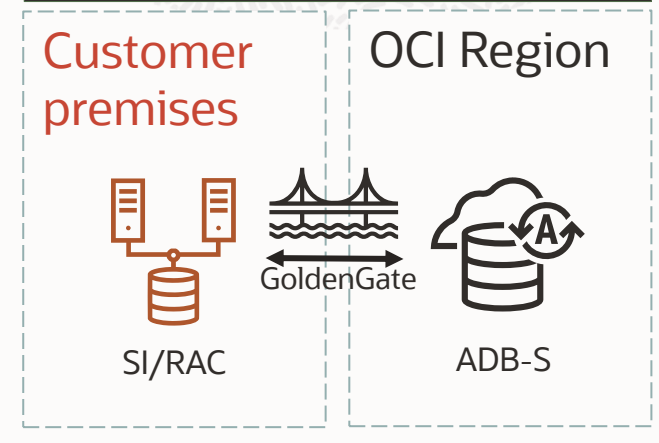 Customer
premises
OCI Region
A
GoldenGate
SI/RAC
ADB-S